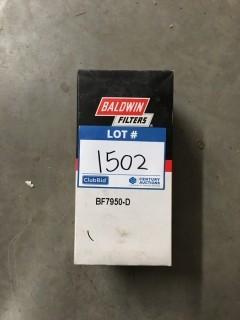 BALDWIN
FILTERS
LOT #
1502
ClubBid
CENTURY
AUCTIONS
BF7950-D